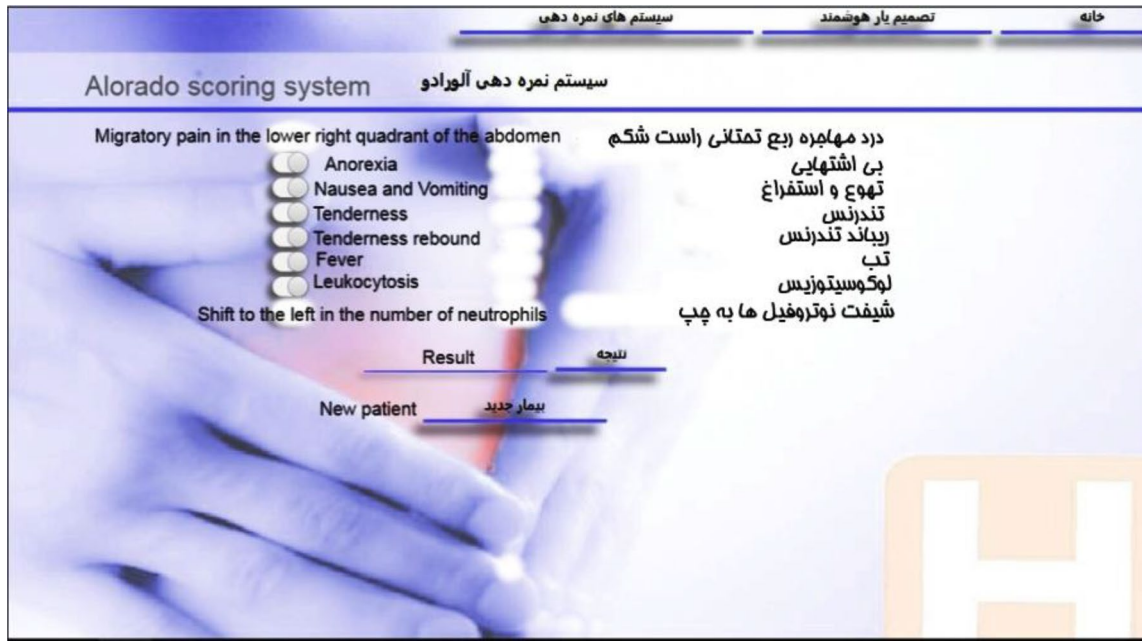 خانه
تصمیم یار هوشمند
سیستم های نمره دهی
Alorado scoring system سیستم نمره دهی آلورادو
Migratory pain in the lower right quadrant of the abdomen درد مهاجره ربع تحتانی راست شکم
Anorexia بی اشتهایی
Nausea and Vomiting تهوع و استفراغ
Tenderness تندرنس
Tenderness rebound ریباند تندرنس
Fever تب
Leukocytosis لوکوسیتوزیس
Shift to the left in the number of neutrophils شیفت نوتروفیل ها به چپ
Result نتیجه
New patient بیمار جدید
H